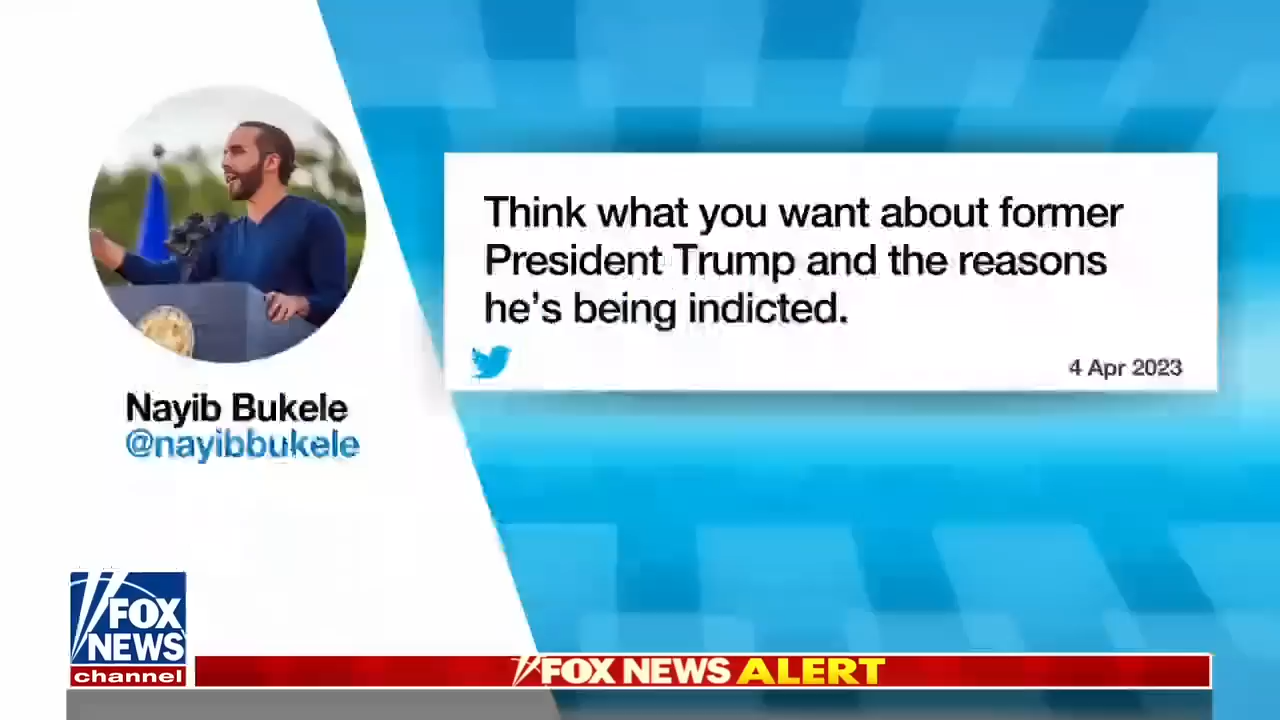 Think what you want about former
President Trump and the reasons
he's being indicted.
4 Apr 2023
Nayib Bukele
@nayibbukele
FOX
NEWS
channel
FOX NEWS ALERT